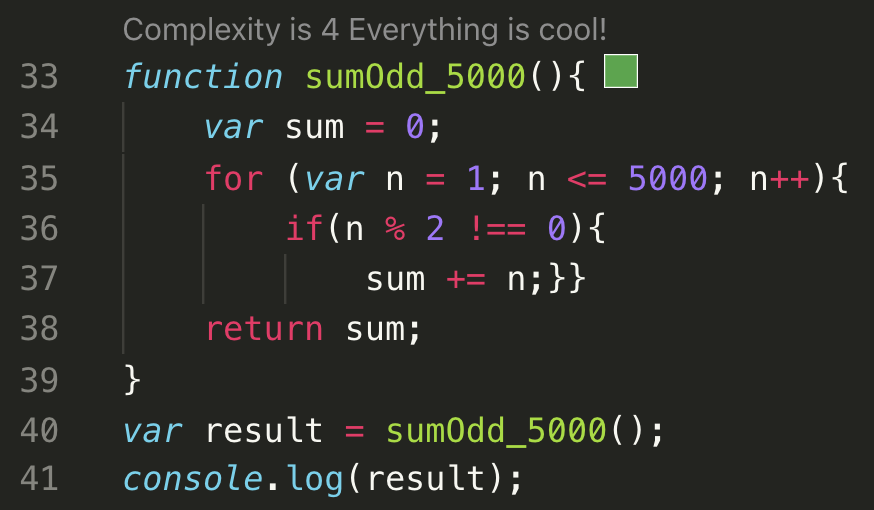 Complexity is 4 Everything is cool!
33 function sumOdd_5000(){
34 var sum = 0;
35 for (var n = 1; n <= 5000; n++){
36 if(n % 2 !== 0){
37 sum += n;}}
38 return sum;
39 }
40 var result = sumOdd_5000();
41 console.log(result);